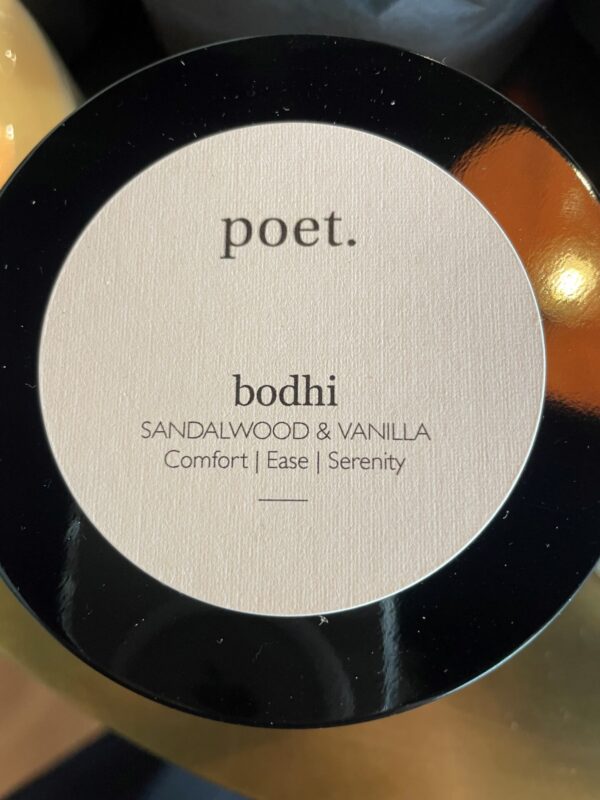 poet.
bodhi
SANDALWOOD & VANILLA
Comfort | Ease | Serenity